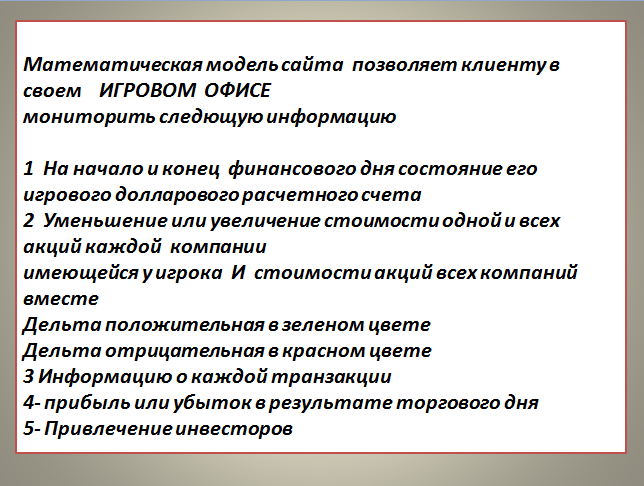 Математическая модель сайта позволяет клиенту в
своем ИГРОВОМ ОФИСЕ
мониторить следющую информацию
1 На начало и конец финансового дня состояние его
игрового долларового расчетного счета
2 Уменьшение или увеличение стоимости одной и всех
акций каждой компании
имеющейся у игрока И стоимости акций всех компаний
вместе
Дельта положительная в зеленом цвете
Дельта отрицательная в красном цвете
3 Информацию о каждой транзакции
4- прибыль или убыток в результате торгового дня
5- Привлечение инвесторов